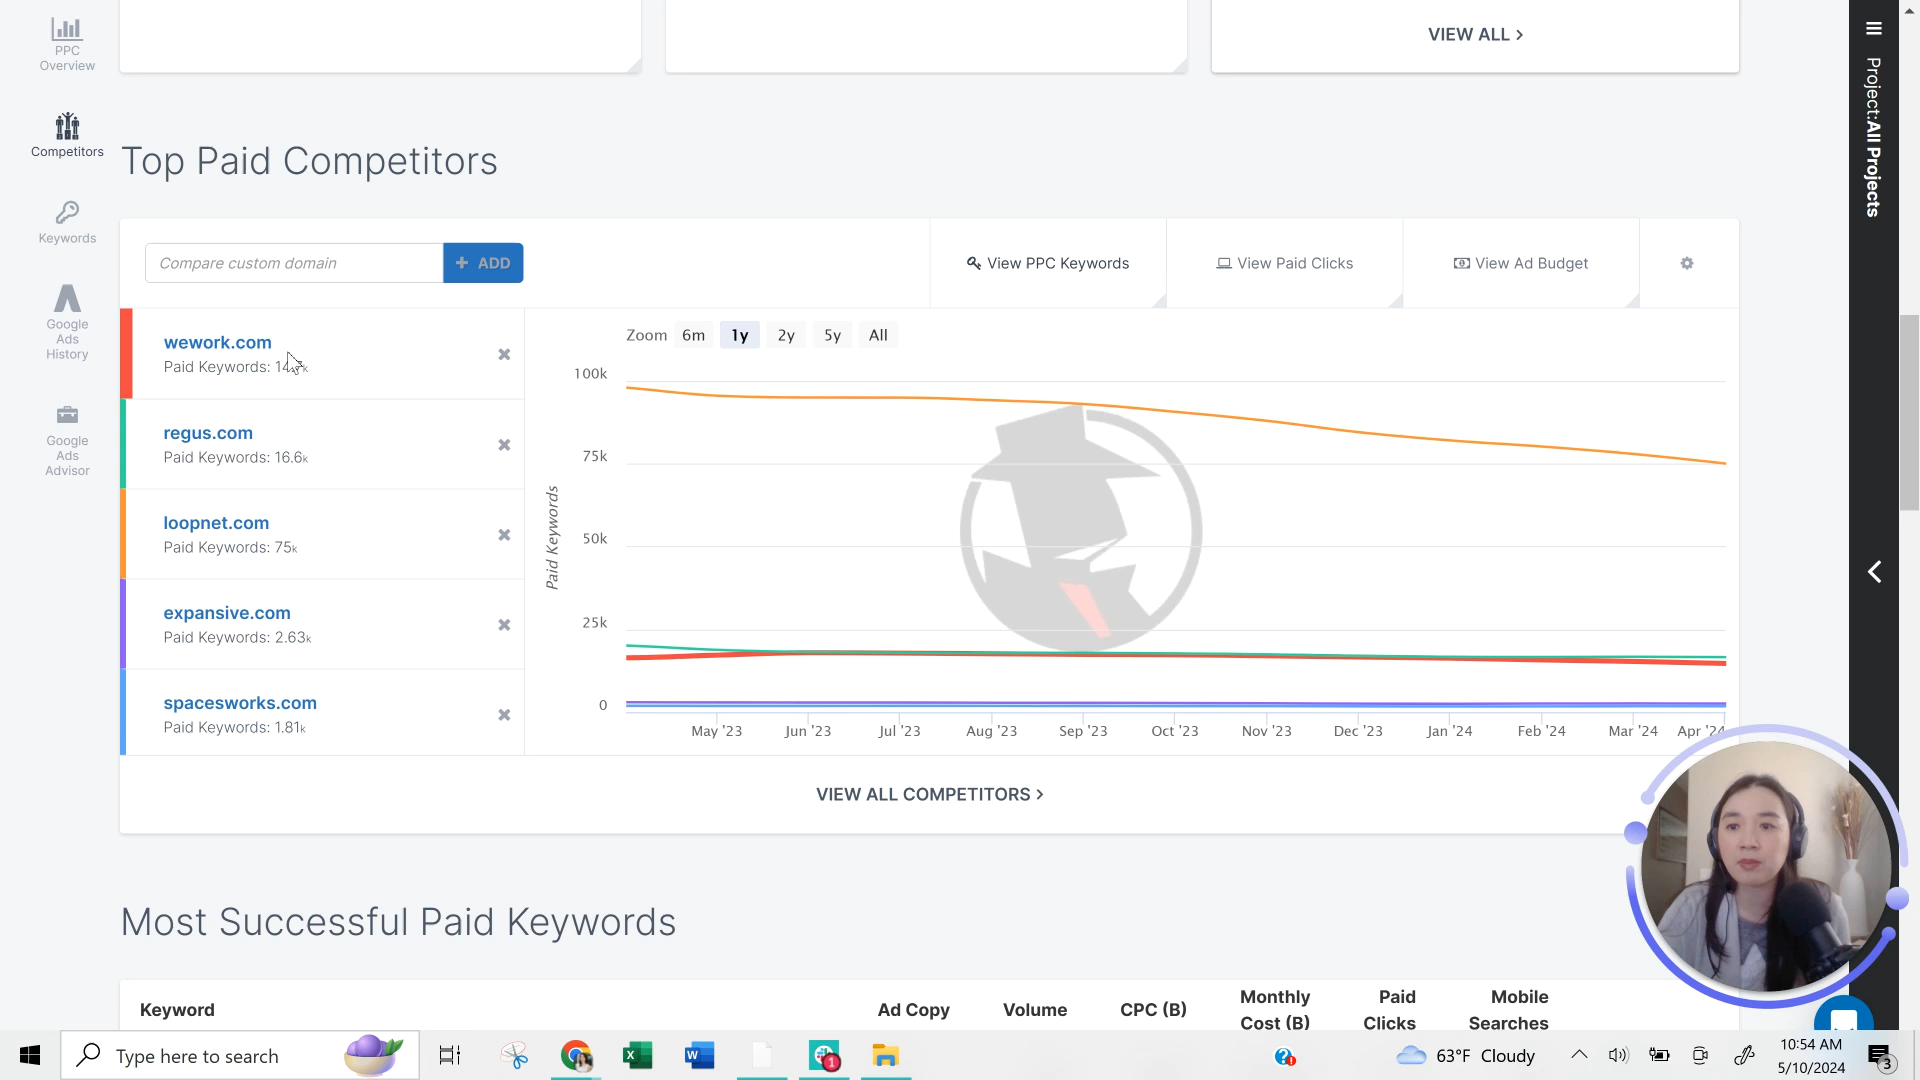 PPC
Overview
Competitors
Keywords
Google
Ads
History
Google
Ads
Advisor
VIEW ALL >
Project:All Projects
Top Paid Competitors
Compare custom domain
+ ADD
View PPC Keywords
View Paid Clicks
View Ad Budget
wework.com
Paid Keywords:
regus.com
Paid Keywords: 16.6k
loopnet.com
Paid Keywords: 75k
expansive.com
Paid Keywords: 2.63k
spacesworks.com
Paid Keywords: 1.81k
Zoom 6m 1y 2y 5y All
Paid Keywords
100k
75k
50k
25k
0
May '23 Jun '23 Jul '23 Aug '23 Sep '23 Oct '23 Nov '23 Dec '23 Jan '24 Feb '24 Mar '24 Apr '24
VIEW ALL COMPETITORS >
Most Successful Paid Keywords
Keyword
Ad Copy
Volume
CPC (B)
Monthly
Cost (B)
Paid
Clicks
Mobile
Searches
Type here to search
1
63°F Cloudy
10:54 AM
5/10/2024
3